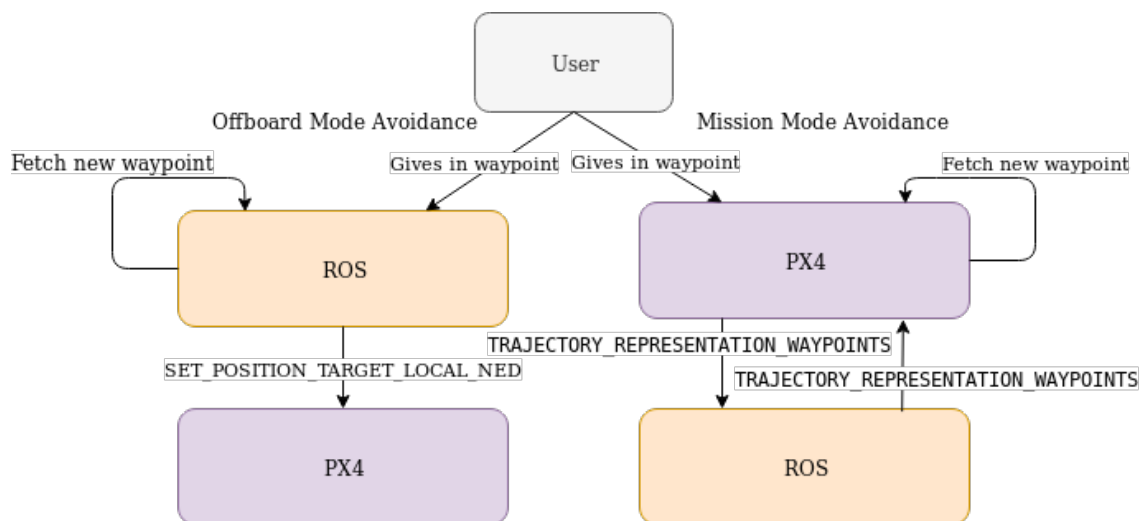 User
Offboard Mode Avoidance
Mission Mode Avoidance
Fetch new waypoint
Gives in waypoint
Gives in waypoint
Fetch new waypoint
ROS
PX4
TRAJECTORY_REPRESENTATION_WAYPOINTS
SET_POSITION_TARGET_LOCAL_NED
TRAJECTORY_REPRESENTATION_WAYPOINTS
PX4
ROS